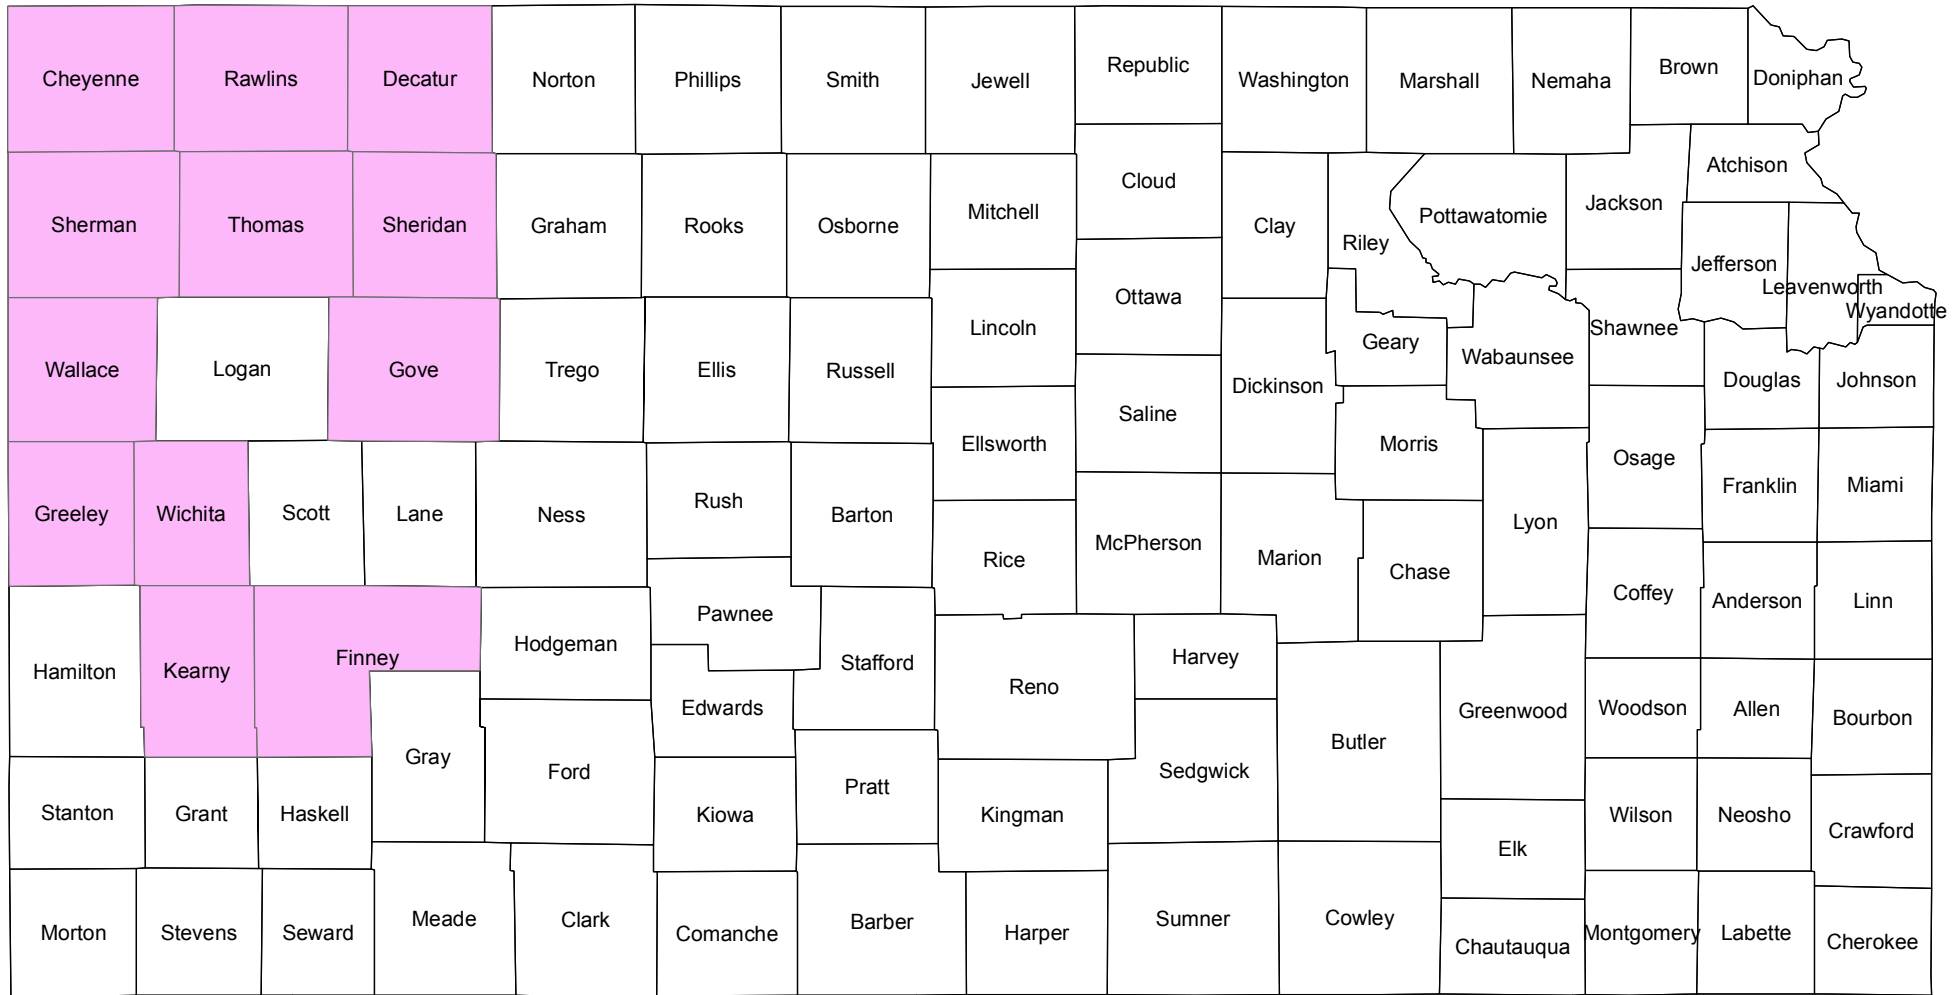 Cheyenne
Rawlins
Decatur
Norton
Phillips
Smith
Jewell
Republic
Washington
Marshall
Nemaha
Brown
Doniphan
Sherman
Thomas
Sheridan
Graham
Rooks
Osborne
Mitchell
Cloud
Clay
Riley
Pottawatomie
Jackson
Atchison
Jefferson
Leavenworth
Wyandotte
Wallace
Logan
Gove
Trego
Ellis
Russell
Lincoln
Ottawa
Dickinson
Geary
Wabaunsee
Shawnee
Douglas
Johnson
Ellsworth
Saline
Morris
Osage
Franklin
Miami
Greeley
Wichita
Scott
Lane
Ness
Rush
Barton
Rice
McPherson
Marion
Chase
Lyon
Coffey
Anderson
Linn
Hamilton
Kearny
Finney
Hodgeman
Pawnee
Stafford
Edwards
Reno
Harvey
Gray
Ford
Sedgwick
Butler
Greenwood
Woodson
Allen
Bourbon
Stanton
Grant
Haskell
Kiowa
Pratt
Kingman
Elk
Wilson
Neosho
Crawford
Morton
Stevens
Seward
Meade
Clark
Comanche
Barber
Harper
Sumner
Cowley
Chautauqua
Montgomery
Labette
Cherokee